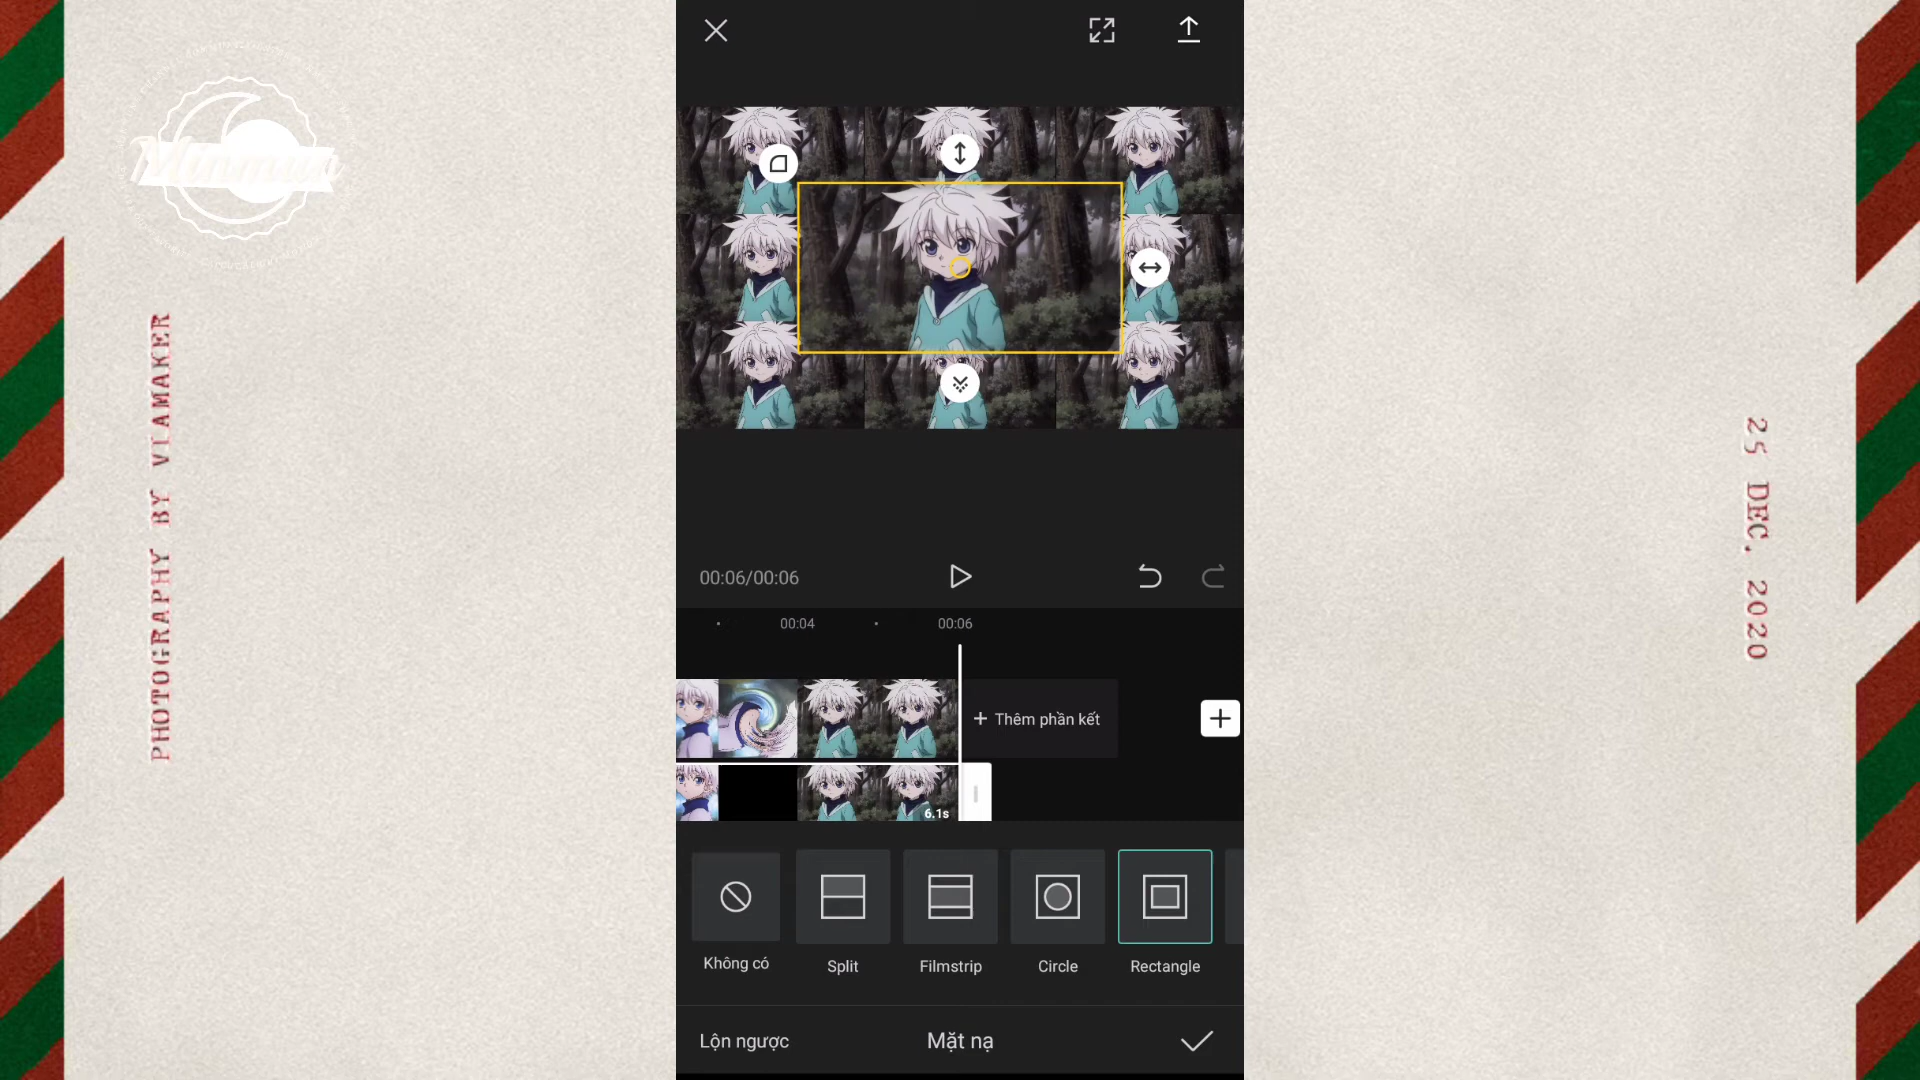 Minmin
PHOTOGRAPHY BY VIAMAKER
25 DEC, 2020
00:06/00:06
00:04
00:06
+ Thêm phần kết
6.1s
Không có
Split
Filmstrip
Circle
Rectangle
Lộn ngược
Mặt nạ